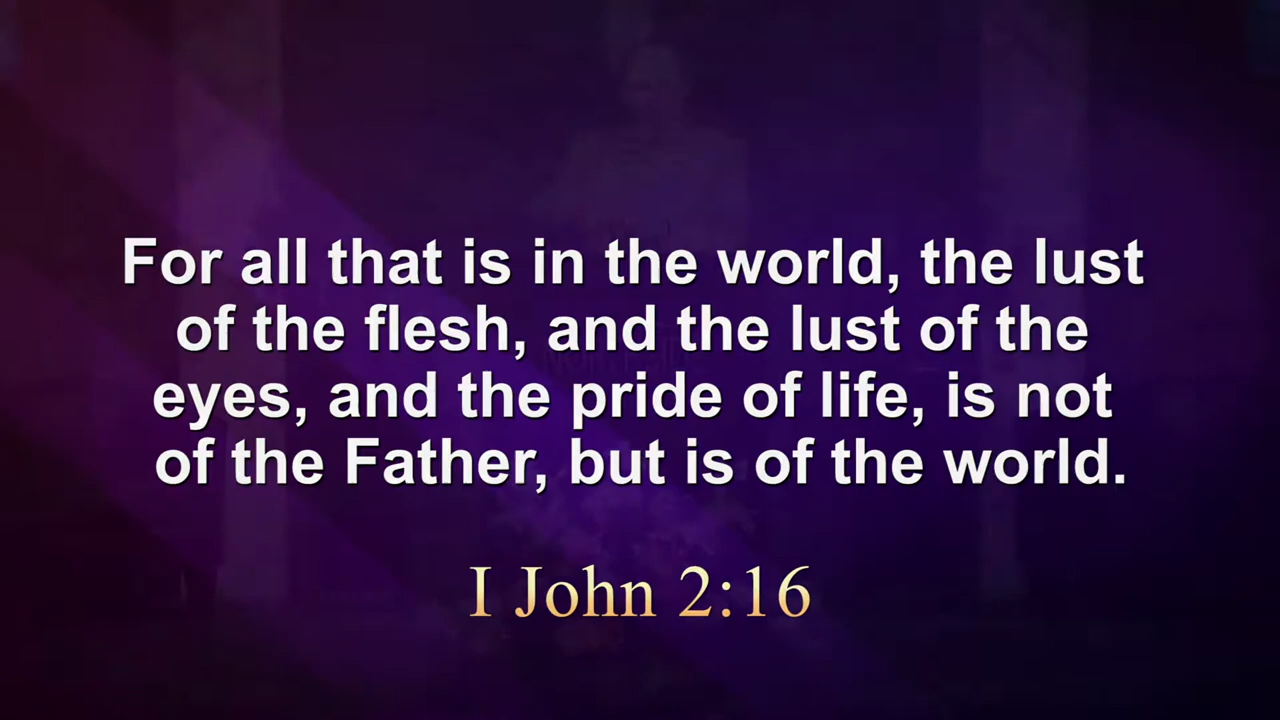 For all that is in the world, the lust
of the flesh, and the lust of the
eyes, and the pride of life, is not
of the Father, but is of the world.
I John 2:16